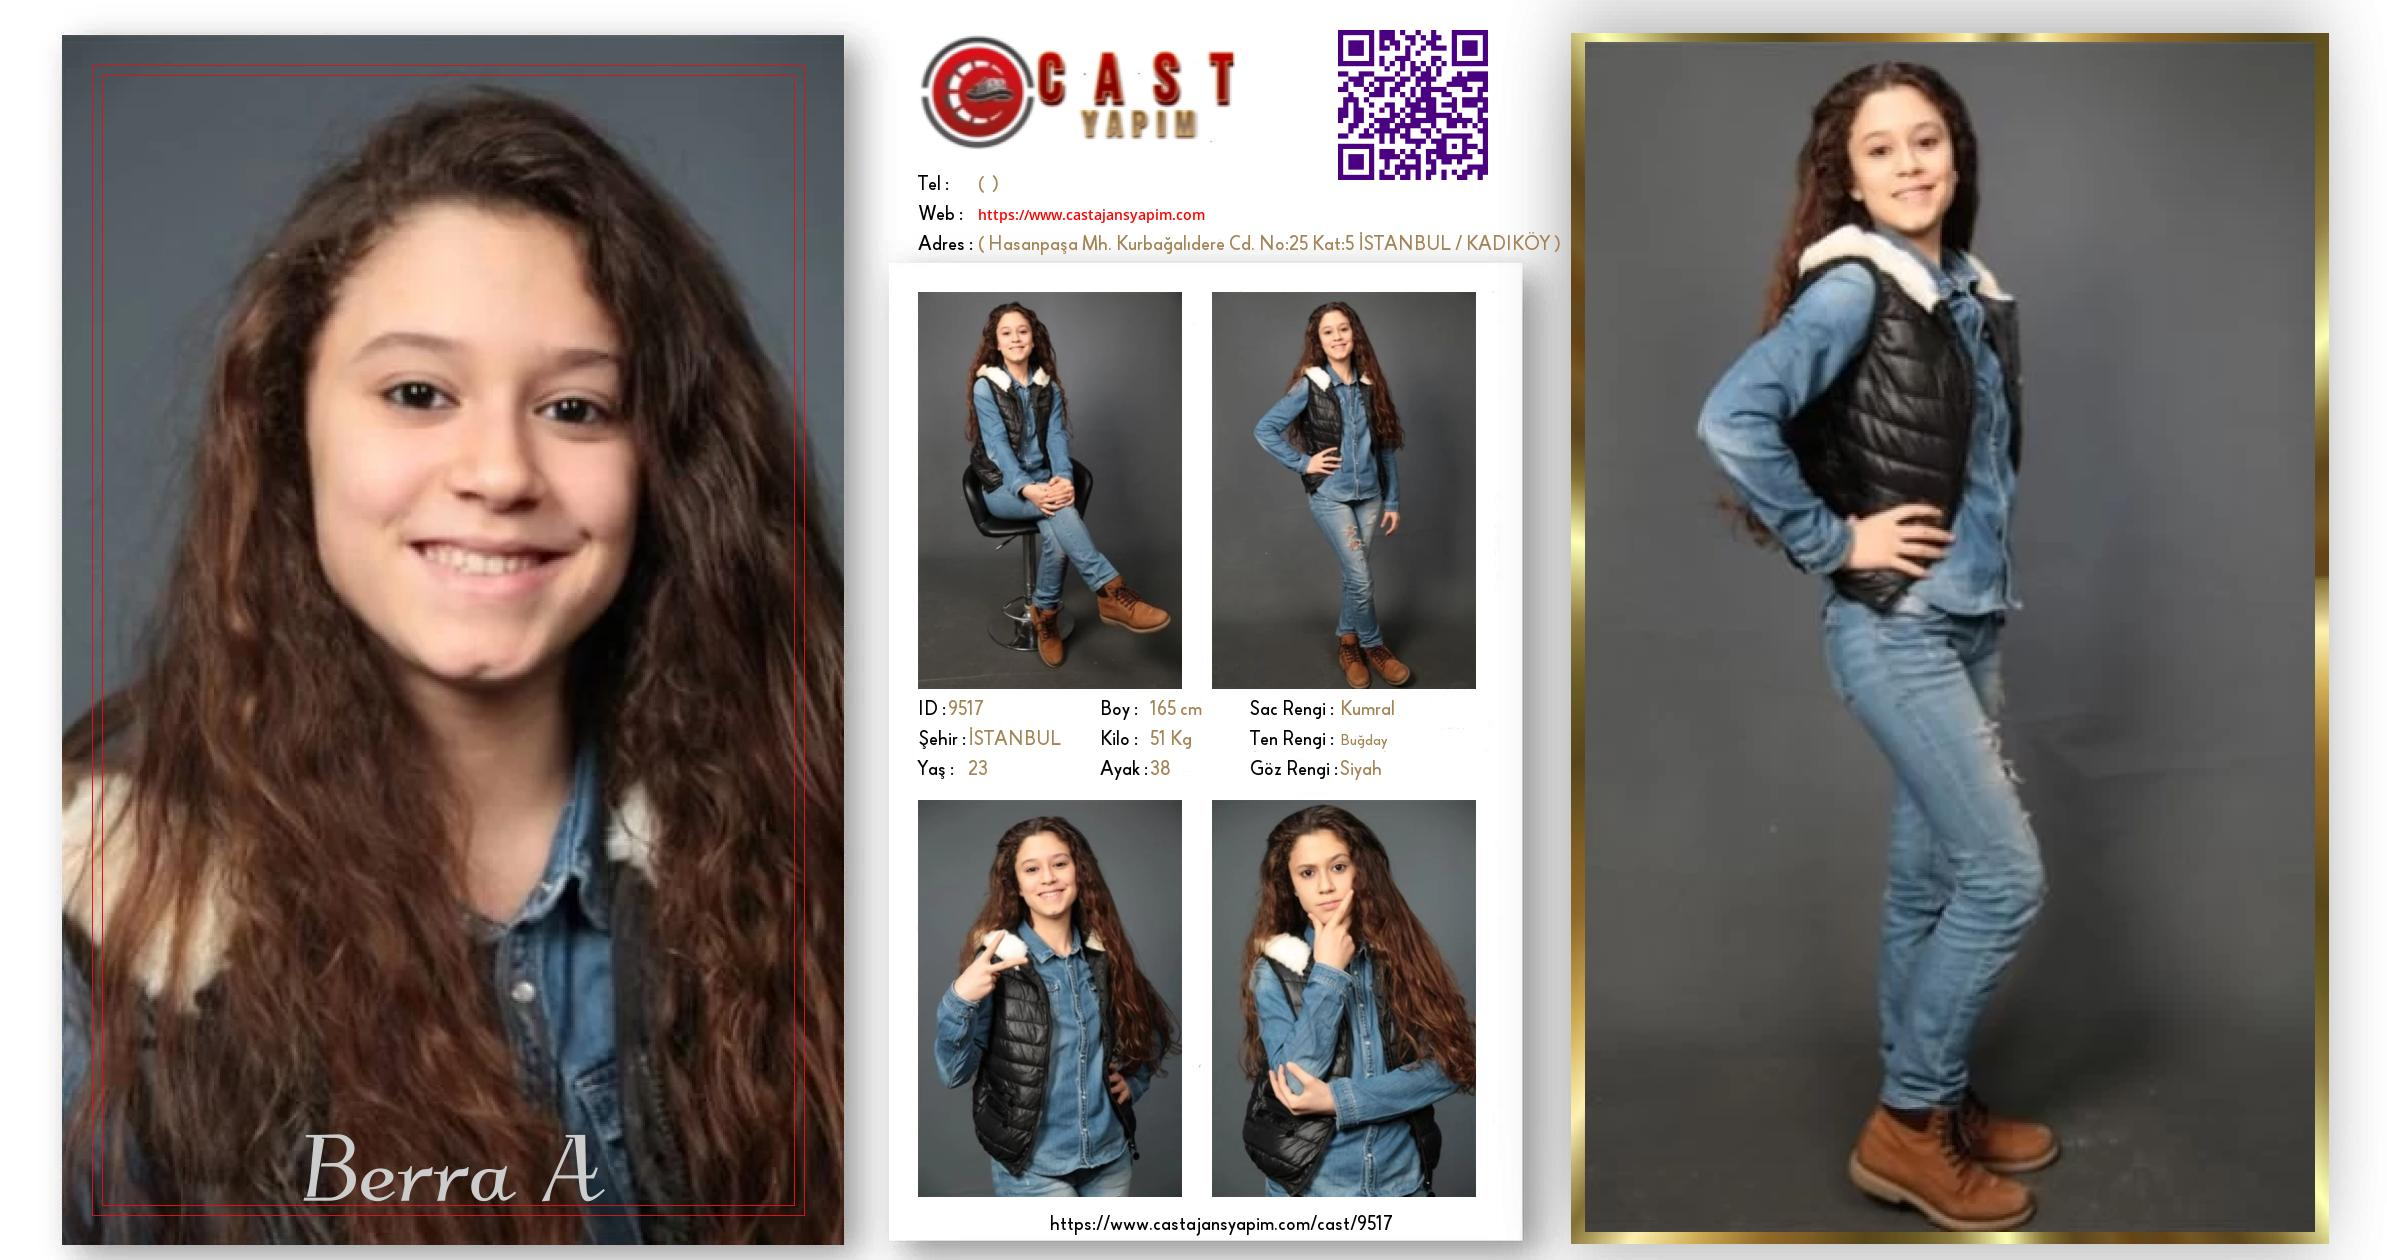 Berra A
CAST
YAPIM
Tel : ( )
Web : https://www.castajansyapim.com
Adres : ( Hasanpaşa Mh. Kurbağalıdere Cd. No:25 Kat:5 İSTANBUL / KADIKÖY )
ID : 9517 Boy : 165 cm Sac Rengi : Kumral
Şehir : İSTANBUL Kilo : 51 Kg Ten Rengi : Buğday
Yaş : 23 Ayak : 38 Göz Rengi : Siyah
https://www.castajansyapim.com/cast/9517